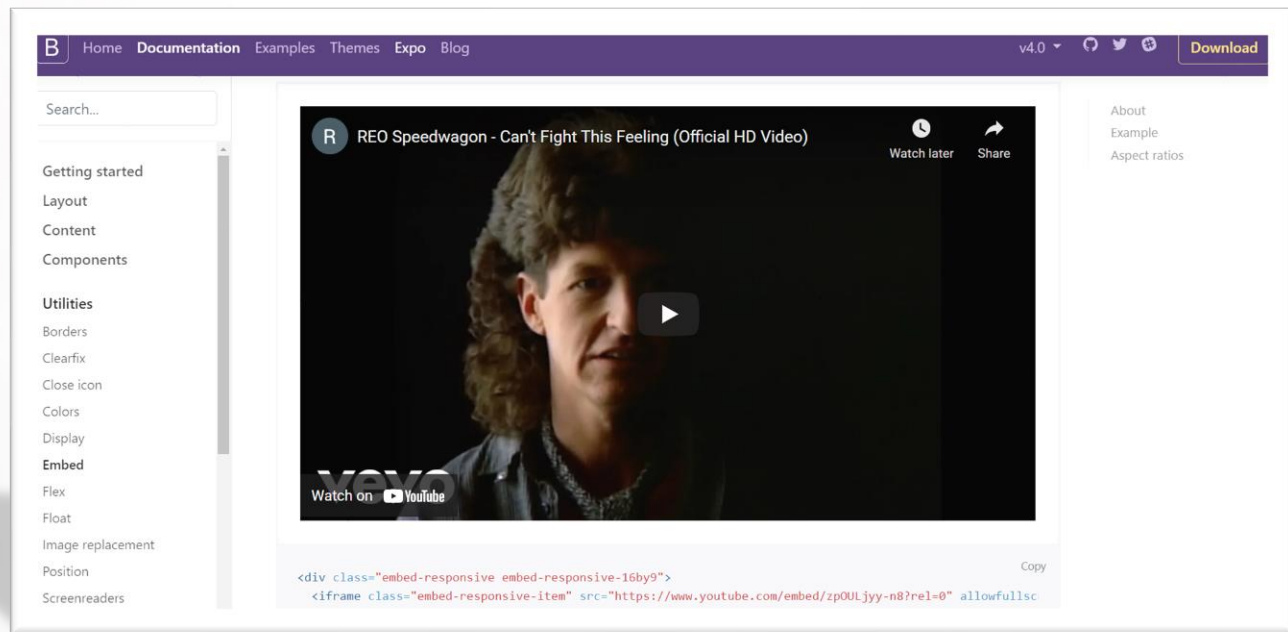 B Home Documentation Examples Themes Expo Blog v4.0 Download
Search...
Getting started
Layout
Content
Components
Utilities
Borders
Clearfix
Close icon
Colors
Display
Embed
Flex
Float
Image replacement
Position
Screenreaders
R REO Speedwagon - Can't Fight This Feeling (Official HD Video)
Watch later Share
vevo
Watch on YouTube
Copy
<div class="embed-responsive embed-responsive-16by9">
<iframe class="embed-responsive-item" src="https://www.youtube.com/embed/zpOULjyy-n8?rel=0" allowfullsc
About
Example
Aspect ratios